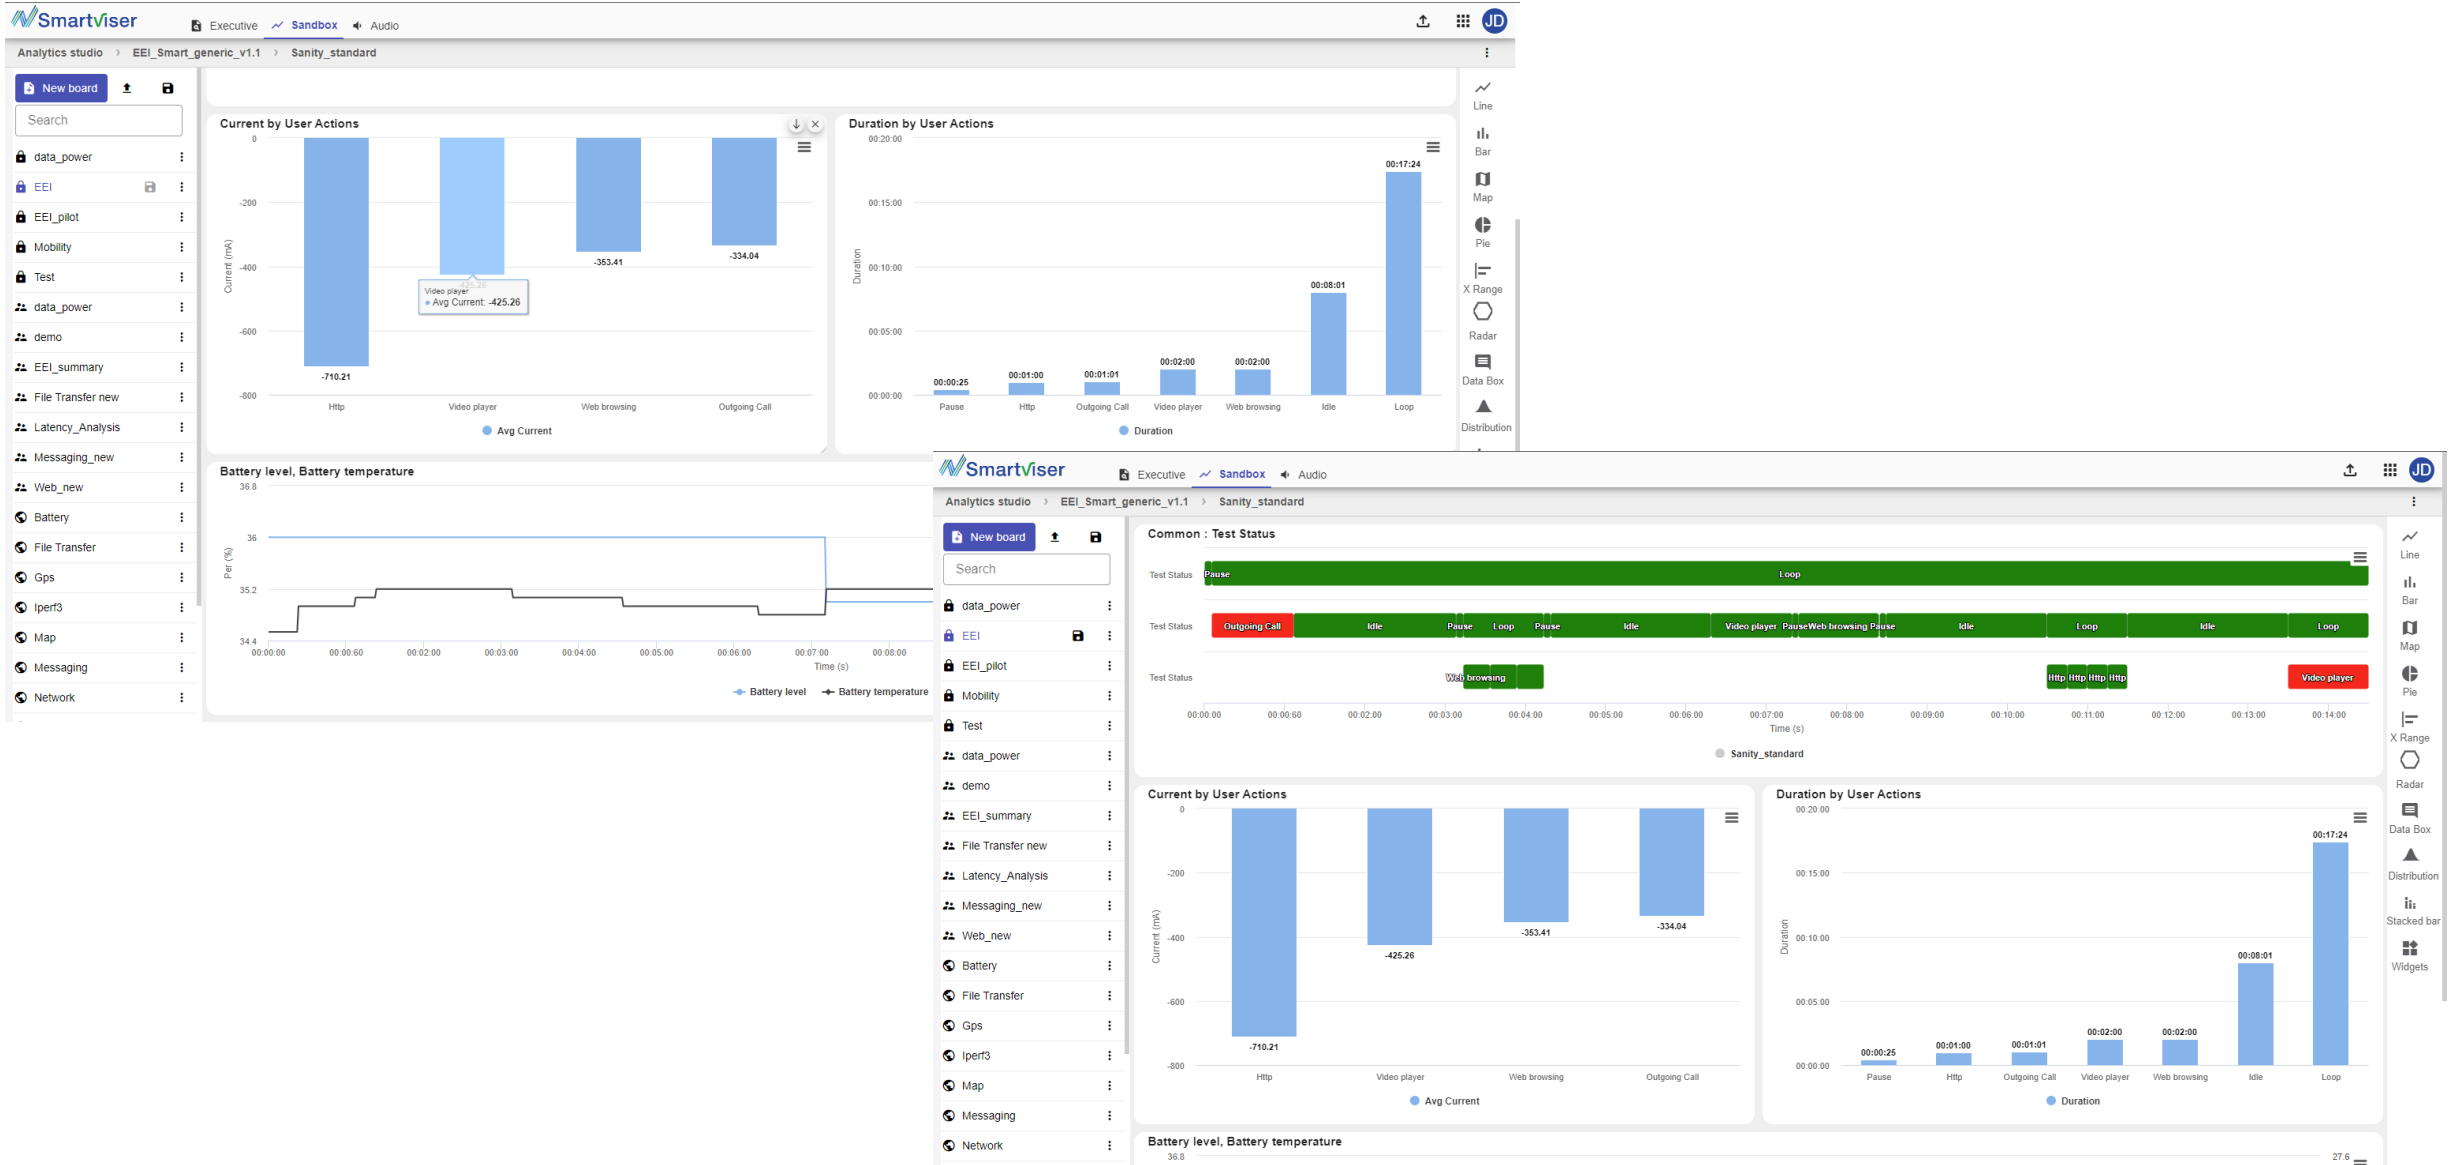 Smartviser
Executive
Sandbox
Audio
JD
Analytics studio > EEI_Smart_generic_v1.1 > Sanity_standard
New board
Search
data_power
EEI
EEI_pilot
Mobility
Test
data_power
demo
EEI_summary
File Transfer new
Latency_Analysis
Messaging_new
Web_new
Battery
File Transfer
Gps
Iperf3
Map
Messaging
Network
Current by User Actions
0
-200
-400
-600
-800
Current (mA)
-710.21
-425.26
-353.41
-334.04
Video player
Avg Current: -425.26
Http
Video player
Web browsing
Outgoing Call
Avg Current
Duration by User Actions
00:20:00
00:15:00
00:10:00
00:05:00
00:00:00
Duration
00:00:25
00:01:00
00:01:01
00:02:00
00:02:00
00:08:01
00:17:24
Pause
Http
Outgoing Call
Video player
Web browsing
Idle
Loop
Duration
Line
Bar
Map
Pie
X Range
Radar
Data Box
Distribution
Battery level, Battery temperature
36.8
36
35.2
34.4
Per (%)
00:00:00
00:00:60
00:02:00
00:03:00
00:04:00
00:05:00
00:06:00
00:07:00
00:08:00
Time (s)
Battery level
Battery temperature
Smartviser
Executive
Sandbox
Audio
JD
Analytics studio > EEI_Smart_generic_v1.1 > Sanity_standard
New board
Search
data_power
EEI
EEI_pilot
Mobility
Test
data_power
demo
EEI_summary
File Transfer new
Latency_Analysis
Messaging_new
Web_new
Battery
File Transfer
Gps
Iperf3
Map
Messaging
Network
Common : Test Status
Test Status
Pause
Loop
Test Status
Outgoing Call
Idle
Pause
Loop
Pause
Idle
Video player
Pause
Web browsing
Pause
Idle
Loop
Idle
Loop
Test Status
Web browsing
Http
Http
Http
Http
Video player
00:00:00
00:00:60
00:02:00
00:03:00
00:04:00
00:05:00
00:06:00
00:07:00
00:08:00
00:09:00
00:10:00
00:11:00
00:12:00
00:13:00
00:14:00
Time (s)
Sanity_standard
Current by User Actions
0
-200
-400
-600
-800
Current (mA)
-710.21
-425.26
-353.41
-334.04
Http
Video player
Web browsing
Outgoing Call
Avg Current
Duration by User Actions
00:20:00
00:15:00
00:10:00
00:05:00
00:00:00
Duration
00:00:25
00:01:00
00:01:01
00:02:00
00:02:00
00:08:01
00:17:24
Pause
Http
Outgoing Call
Video player
Web browsing
Idle
Loop
Duration
Line
Bar
Map
Pie
X Range
Radar
Data Box
Distribution
Stacked bar
Widgets
Battery level, Battery temperature
36.8
27.6